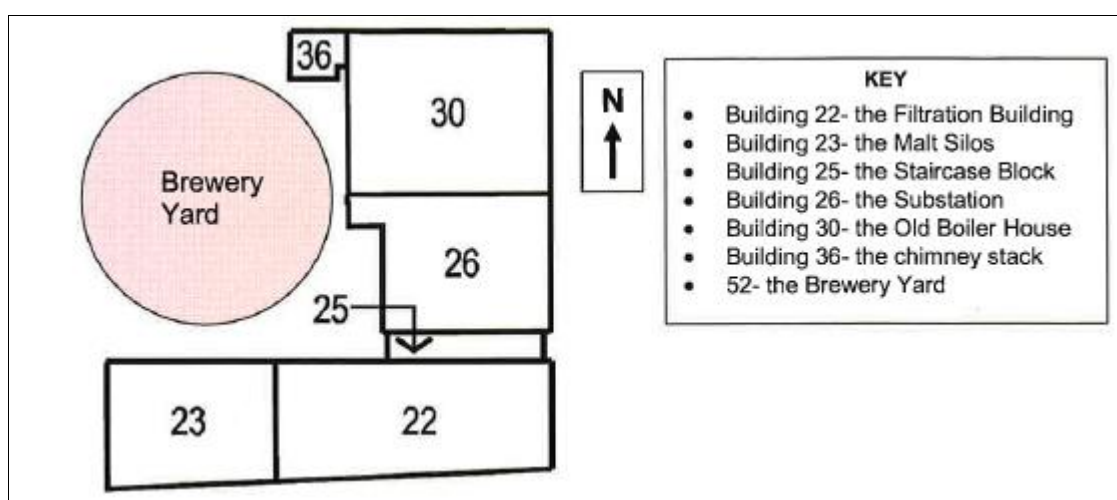 36
30
Brewery
Yard
26
25
23
22
N
KEY
• Building 22- the Filtration Building
• Building 23- the Malt Silos
• Building 25- the Staircase Block
• Building 26- the Substation
• Building 30- the Old Boiler House
• Building 36- the chimney stack
• 52- the Brewery Yard